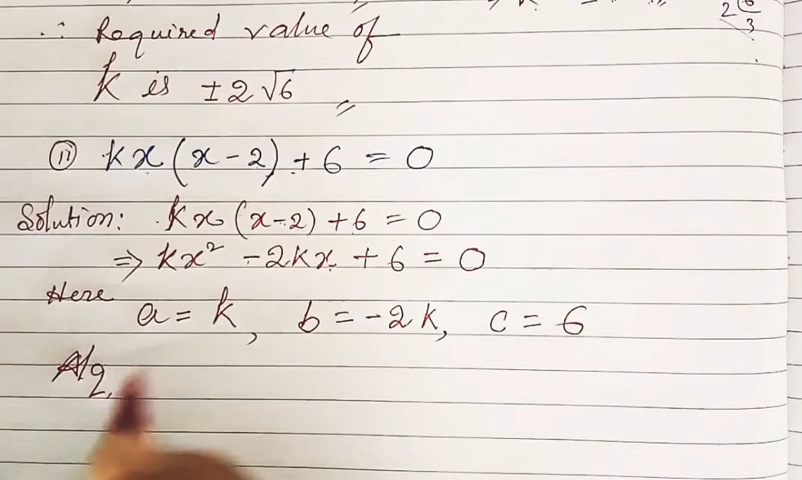 ∴ Required value of
k is ±2√6
(ii) kx(x-2)+6 = 0
Solution: kx(x-2)+6 = 0
⇒ kx² - 2kx + 6 = 0
Here
a = k, b = -2k, c = 6
A/q,